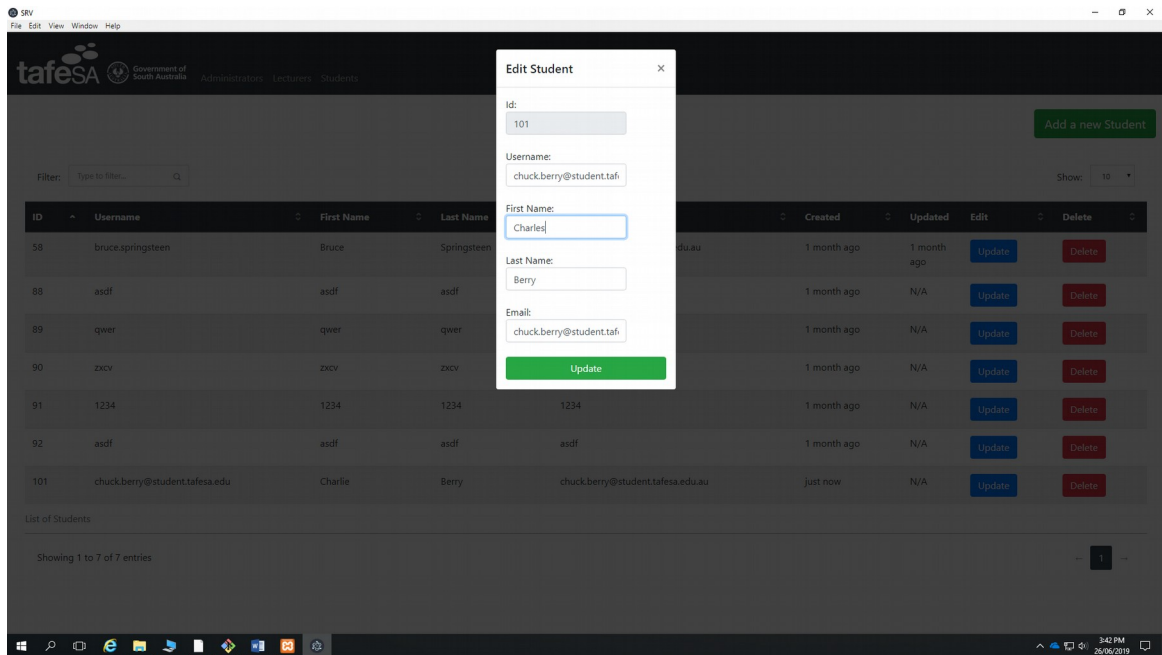 SRV
File Edit View Window Help
tafeSA Government of South Australia Administrators Lecturers Students
Edit Student ×
Id:
101
Username:
chuck.berry@student.taf
First Name:
Charles
Last Name:
Berry
Email:
chuck.berry@student.taf
Update
Add a new Student
Filter: Type to filter... Show: 10
ID Username First Name Last Name Created Updated Edit Delete
58 bruce.springsteen Bruce Springsteen edu.au 1 month ago 1 month ago Update Delete
88 asdf asdf asdf 1 month ago N/A Update Delete
89 qwer qwer qwer 1 month ago N/A Update Delete
90 zxcv zxcv zxcv 1 month ago N/A Update Delete
91 1234 1234 1234 1234 1 month ago N/A Update Delete
92 asdf asdf asdf asdf 1 month ago N/A Update Delete
101 chuck.berry@student.tafesa.edu Charlie Berry chuck.berry@student.tafesa.edu.au just now N/A Update Delete
List of Students
Showing 1 to 7 of 7 entries
1
3:42 PM
26/06/2019